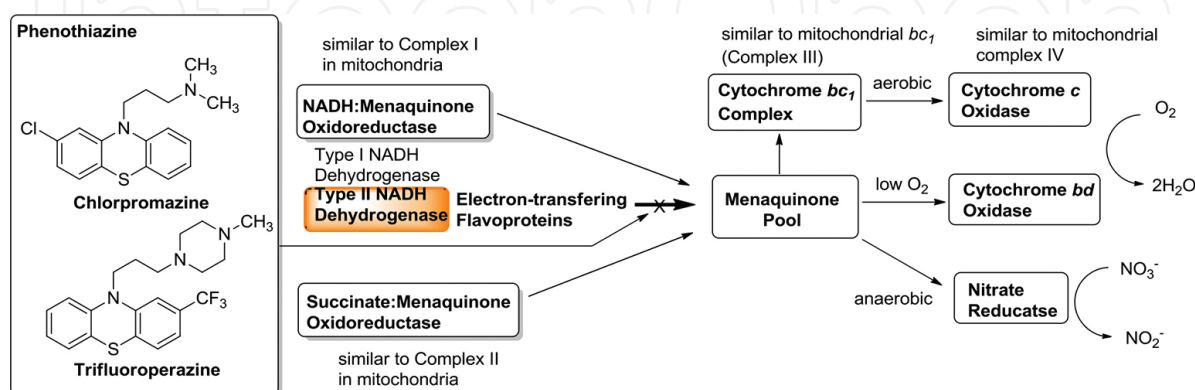 Phenothiazine
CH3
N
CH3
N
Cl
S
Chlorpromazine
CH3
N
N
N
CF3
S
Trifluoroperazine
similar to Complex I
in mitochondria
NADH:Menaquinone
Oxidoreductase
Type I NADH
Dehydrogenase
Type II NADH
Dehydrogenase
Electron-transfering
Flavoproteins
X
Succinate:Menaquinone
Oxidoreductase
similar to Complex II
in mitochondria
similar to mitochondrial bc1
(Complex III)
Cytochrome bc1
Complex
aerobic
Menaquinone
Pool
low O2
anaerobic
similar to mitochondrial
complex IV
Cytochrome c
Oxidase
O2
2H2O
Cytochrome bd
Oxidase
Nitrate
Reducatse
NO3-
NO2-